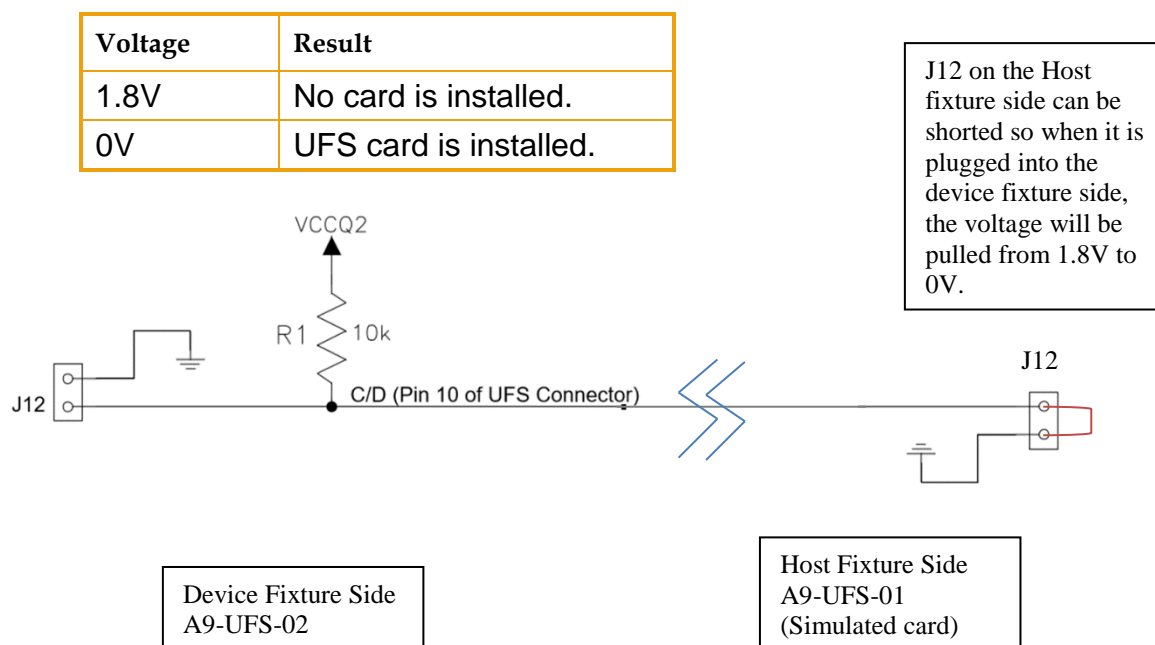 Voltage Result
1.8V No card is installed.
0V UFS card is installed.
J12 on the Host
fixture side can be
shorted so when it is
plugged into the
device fixture side,
the voltage will be
pulled from 1.8V to
0V.
VCCQ2
R1 10k
J12
C/D (Pin 10 of UFS Connector)
J12
Device Fixture Side
A9-UFS-02
Host Fixture Side
A9-UFS-01
(Simulated card)